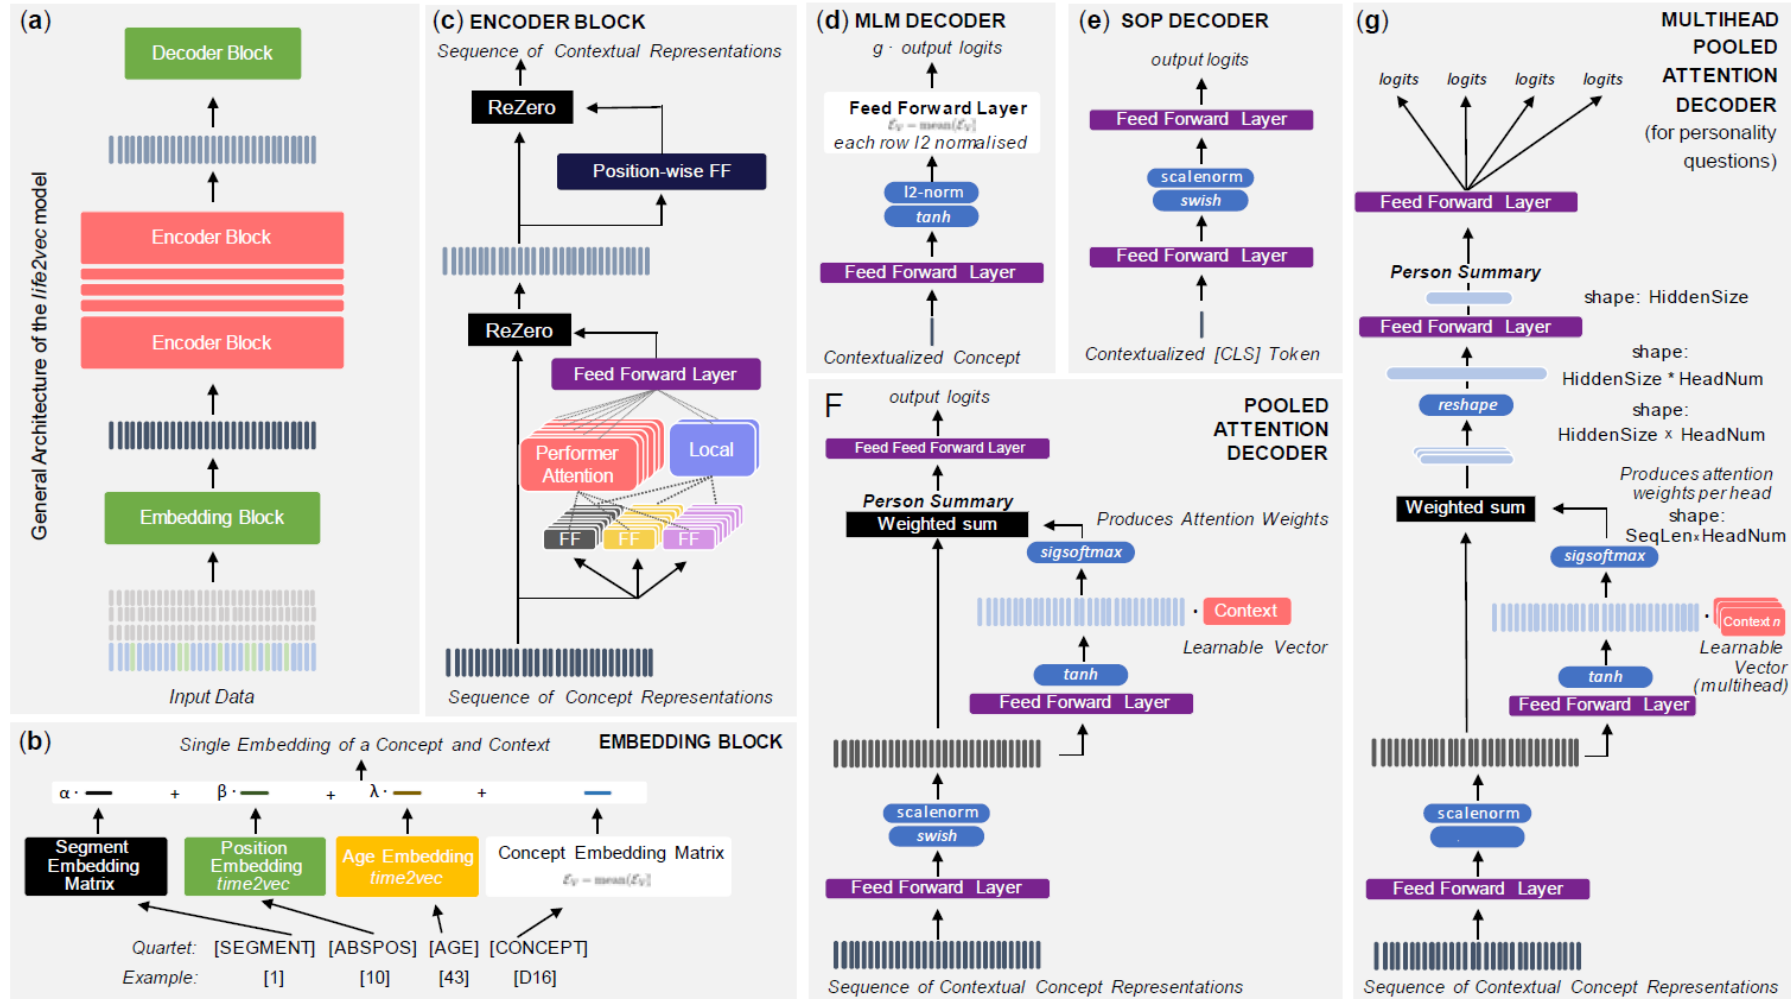 (a)
Decoder Block
Encoder Block
Encoder Block
Embedding Block
Input Data
General Architecture of the life2vec model
(b)
Single Embedding of a Concept and Context
EMBEDDING BLOCK
α · + β · + λ · +
Segment
Embedding
Matrix
Position
Embedding
time2vec
Age Embedding
time2vec
Concept Embedding Matrix
Quartet: [SEGMENT] [ABSPOS] [AGE] [CONCEPT]
Example: [1] [10] [43] [D16]
(c) ENCODER BLOCK
Sequence of Contextual Representations
ReZero
Position-wise FF
ReZero
Feed Forward Layer
Performer
Attention
Local
FF FF FF
Sequence of Concept Representations
(d) MLM DECODER
g · output logits
Feed Forward Layer
each row l2 normalised
l2-norm
tanh
Feed Forward Layer
Contextualized Concept
(e) SOP DECODER
output logits
Feed Forward Layer
scalenorm
swish
Feed Forward Layer
Contextualized [CLS] Token
F
POOLED
ATTENTION
DECODER
output logits
Feed Feed Forward Layer
Person Summary
Weighted sum
Produces Attention Weights
sigsoftmax
· Context
Learnable Vector
tanh
Feed Forward Layer
scalenorm
swish
Feed Forward Layer
Sequence of Contextual Concept Representations
(g)
MULTIHEAD
POOLED
ATTENTION
DECODER
(for personality
questions)
logits logits logits logits
Feed Forward Layer
Person Summary
shape: HiddenSize
Feed Forward Layer
shape:
HiddenSize * HeadNum
reshape
shape:
HiddenSize x HeadNum
Produces attention
weights per head
shape:
SeqLenxHeadNum
Weighted sum
sigsoftmax
· Context n
Learnable
Vector
(multihead)
tanh
Feed Forward Layer
scalenorm
Feed Forward Layer
Sequence of Contextual Concept Representations